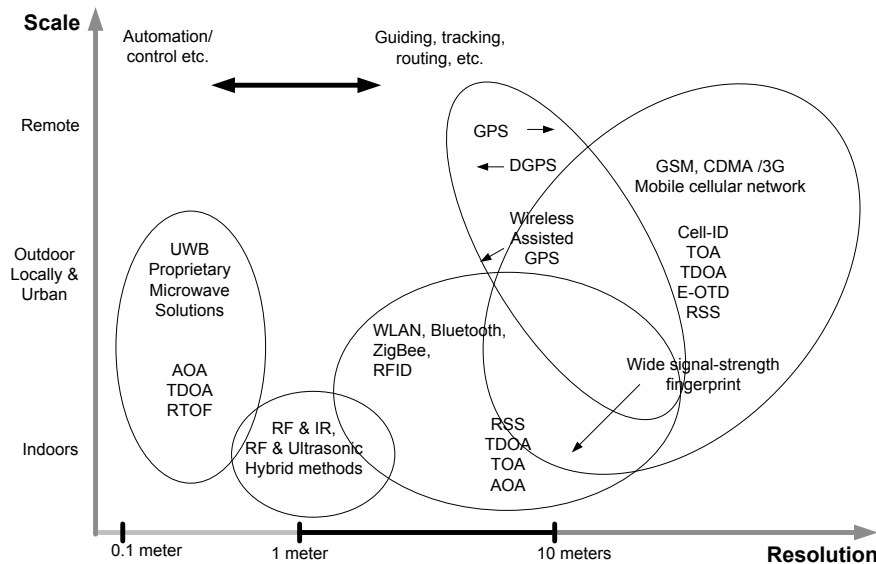 Scale
Automation/
control etc.
Guiding, tracking,
routing, etc.
Remote
GPS
DGPS
GSM, CDMA /3G
Mobile cellular network
Wireless
Assisted
GPS
Cell-ID
TOA
TDOA
E-OTD
RSS
Outdoor
Locally &
Urban
UWB
Proprietary
Microwave
Solutions
AOA
TDOA
RTOF
WLAN, Bluetooth,
ZigBee,
RFID
Wide signal-strength
fingerprint
Indoors
RF & IR,
RF & Ultrasonic
Hybrid methods
RSS
TDOA
TOA
AOA
0.1 meter
1 meter
10 meters
Resolution